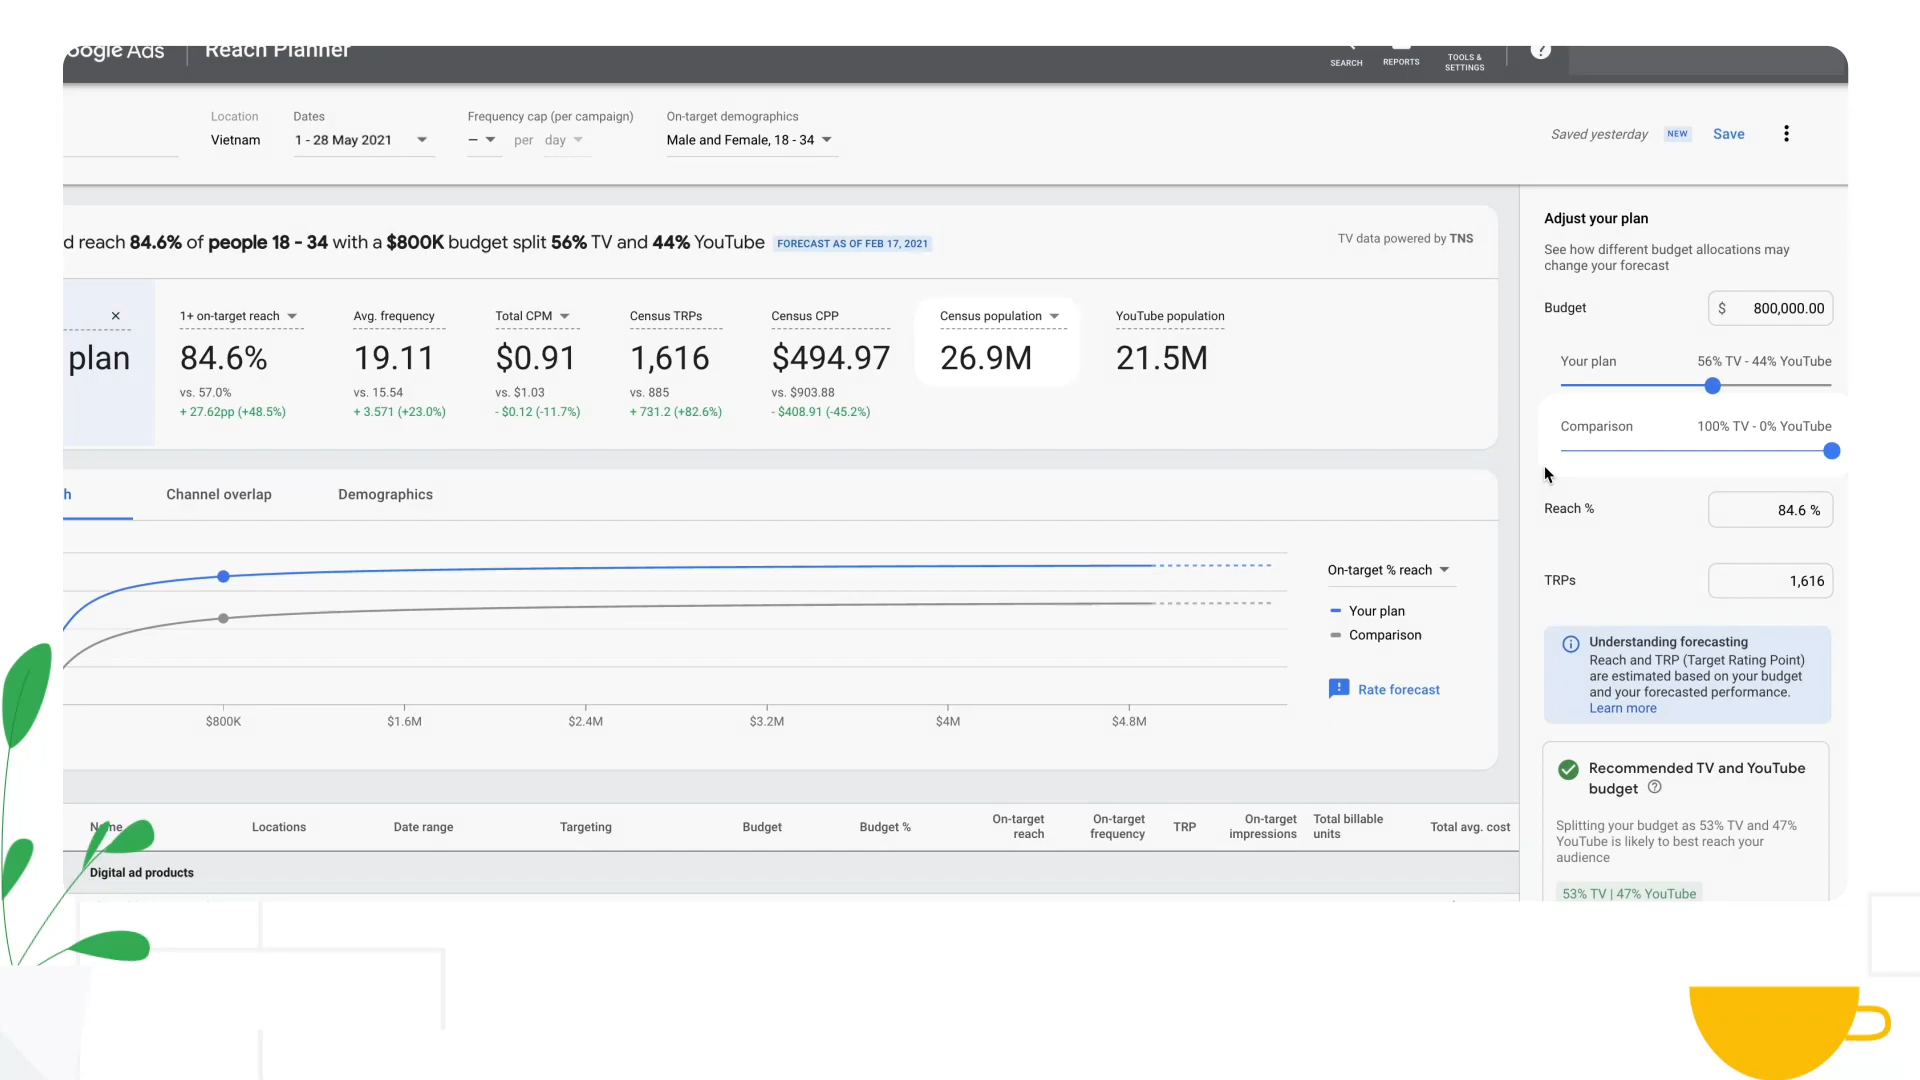 Google Ads
Reach Planner
SEARCH
REPORTS
TOOLS &
SETTINGS
?
Location
Vietnam
Dates
1 - 28 May 2021
Frequency cap (per campaign)
– per day
On-target demographics
Male and Female, 18 - 34
Saved yesterday
NEW
Save
d reach 84.6% of people 18 - 34 with a $800K budget split 56% TV and 44% YouTube
FORECAST AS OF FEB 17, 2021
TV data powered by TNS
plan
1+ on-target reach
84.6%
vs. 57.0%
+ 27.62pp (+48.5%)
Avg. frequency
19.11
vs. 15.54
+ 3.571 (+23.0%)
Total CPM
$0.91
vs. $1.03
- $0.12 (-11.7%)
Census TRPs
1,616
vs. 885
+ 731.2 (+82.6%)
Census CPP
$494.97
vs. $903.88
- $408.91 (-45.2%)
Census population
26.9M
YouTube population
21.5M
h
Channel overlap
Demographics
On-target % reach
Your plan
Comparison
Rate forecast
$800K
$1.6M
$2.4M
$3.2M
$4M
$4.8M
Name
Locations
Date range
Targeting
Budget
Budget %
On-target
reach
On-target
frequency
TRP
On-target
impressions
Total billable
units
Total avg. cost
Digital ad products
Adjust your plan
See how different budget allocations may
change your forecast
Budget
$ 800,000.00
Your plan
56% TV - 44% YouTube
Comparison
100% TV - 0% YouTube
Reach %
84.6 %
TRPs
1,616
Understanding forecasting
Reach and TRP (Target Rating Point)
are estimated based on your budget
and your forecasted performance.
Learn more
Recommended TV and YouTube
budget ?
Splitting your budget as 53% TV and 47%
YouTube is likely to best reach your
audience
53% TV | 47% YouTube